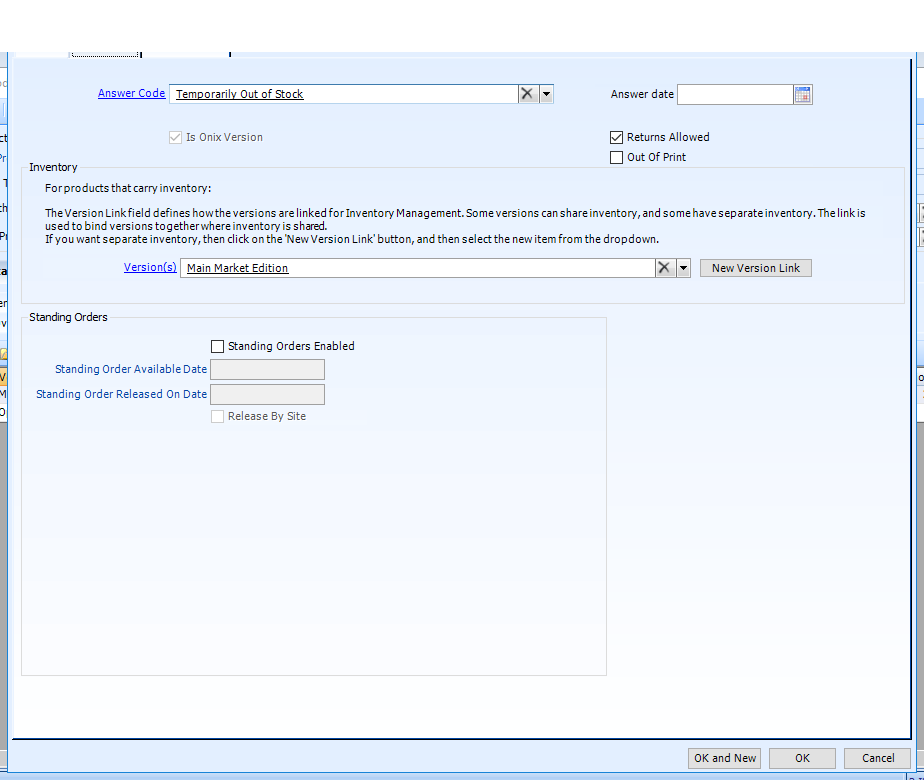 Answer Code Temporarily Out of Stock Answer date
Is Onix Version Returns Allowed
Out Of Print
Inventory
For products that carry inventory:
The Version Link field defines how the versions are linked for Inventory Management. Some versions can share inventory, and some have separate inventory. The link is
used to bind versions together where inventory is shared.
If you want separate inventory, then click on the 'New Version Link' button, and then select the new item from the dropdown.
Version(s) Main Market Edition New Version Link
Standing Orders
Standing Orders Enabled
Standing Order Available Date
Standing Order Released On Date
Release By Site
OK and New OK Cancel